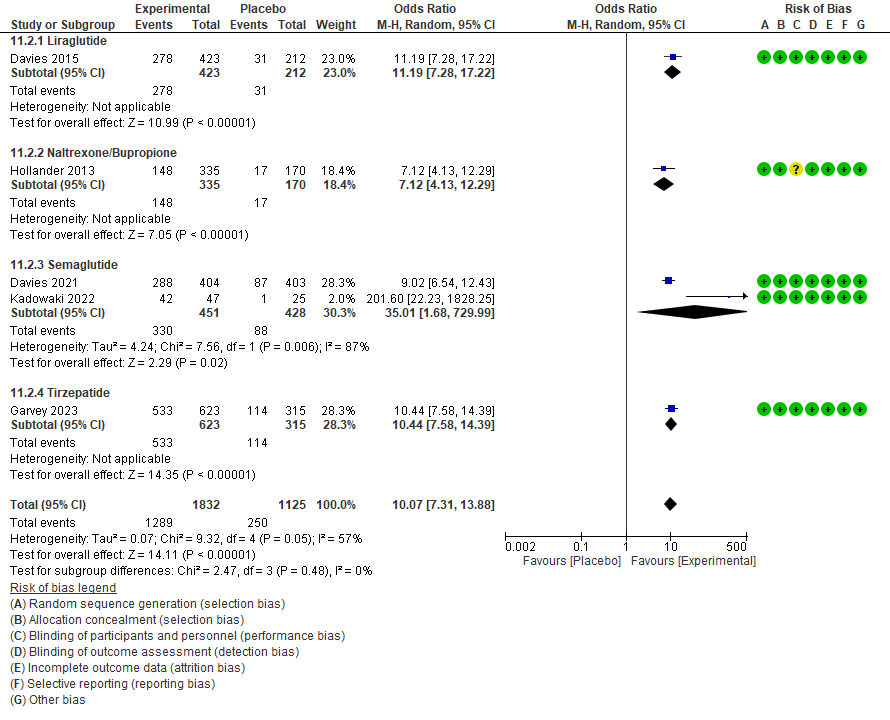 Experimental Placebo Odds Ratio Odds Ratio Risk of Bias
Study or Subgroup Events Total Events Total Weight M-H, Random, 95% CI M-H, Random, 95% CI A B C D E F G
11.2.1 Liraglutide
Davies 2015 278 423 31 212 23.0% 11.19 [7.28, 17.22] + + + + + + +
Subtotal (95% CI) 423 212 23.0% 11.19 [7.28, 17.22]
Total events 278 31
Heterogeneity: Not applicable
Test for overall effect: Z = 10.99 (P < 0.00001)
11.2.2 Naltrexone/Bupropione
Hollander 2013 148 335 17 170 18.4% 7.12 [4.13, 12.29] + + ? + + + +
Subtotal (95% CI) 335 170 18.4% 7.12 [4.13, 12.29]
Total events 148 17
Heterogeneity: Not applicable
Test for overall effect: Z = 7.05 (P < 0.00001)
11.2.3 Semaglutide
Davies 2021 288 404 87 403 28.3% 9.02 [6.54, 12.43] + + + + + + +
Kadowaki 2022 42 47 1 25 2.0% 201.60 [22.23, 1828.25] + + + + + + +
Subtotal (95% CI) 451 428 30.3% 35.01 [1.68, 729.99]
Total events 330 88
Heterogeneity: Tau² = 4.24; Chi² = 7.56, df = 1 (P = 0.006); I² = 87%
Test for overall effect: Z = 2.29 (P = 0.02)
11.2.4 Tirzepatide
Garvey 2023 533 623 114 315 28.3% 10.44 [7.58, 14.39] + + + + + + +
Subtotal (95% CI) 623 315 28.3% 10.44 [7.58, 14.39]
Total events 533 114
Heterogeneity: Not applicable
Test for overall effect: Z = 14.35 (P < 0.00001)
Total (95% CI) 1832 1125 100.0% 10.07 [7.31, 13.88]
Total events 1289 250
Heterogeneity: Tau² = 0.07; Chi² = 9.32, df = 4 (P = 0.05); I² = 57%
Test for overall effect: Z = 14.11 (P < 0.00001)
Test for subgroup differences: Chi² = 2.47, df = 3 (P = 0.48), I² = 0%
0.002 0.1 1 10 500
Favours [Placebo] Favours [Experimental]
Risk of bias legend
(A) Random sequence generation (selection bias)
(B) Allocation concealment (selection bias)
(C) Blinding of participants and personnel (performance bias)
(D) Blinding of outcome assessment (detection bias)
(E) Incomplete outcome data (attrition bias)
(F) Selective reporting (reporting bias)
(G) Other bias